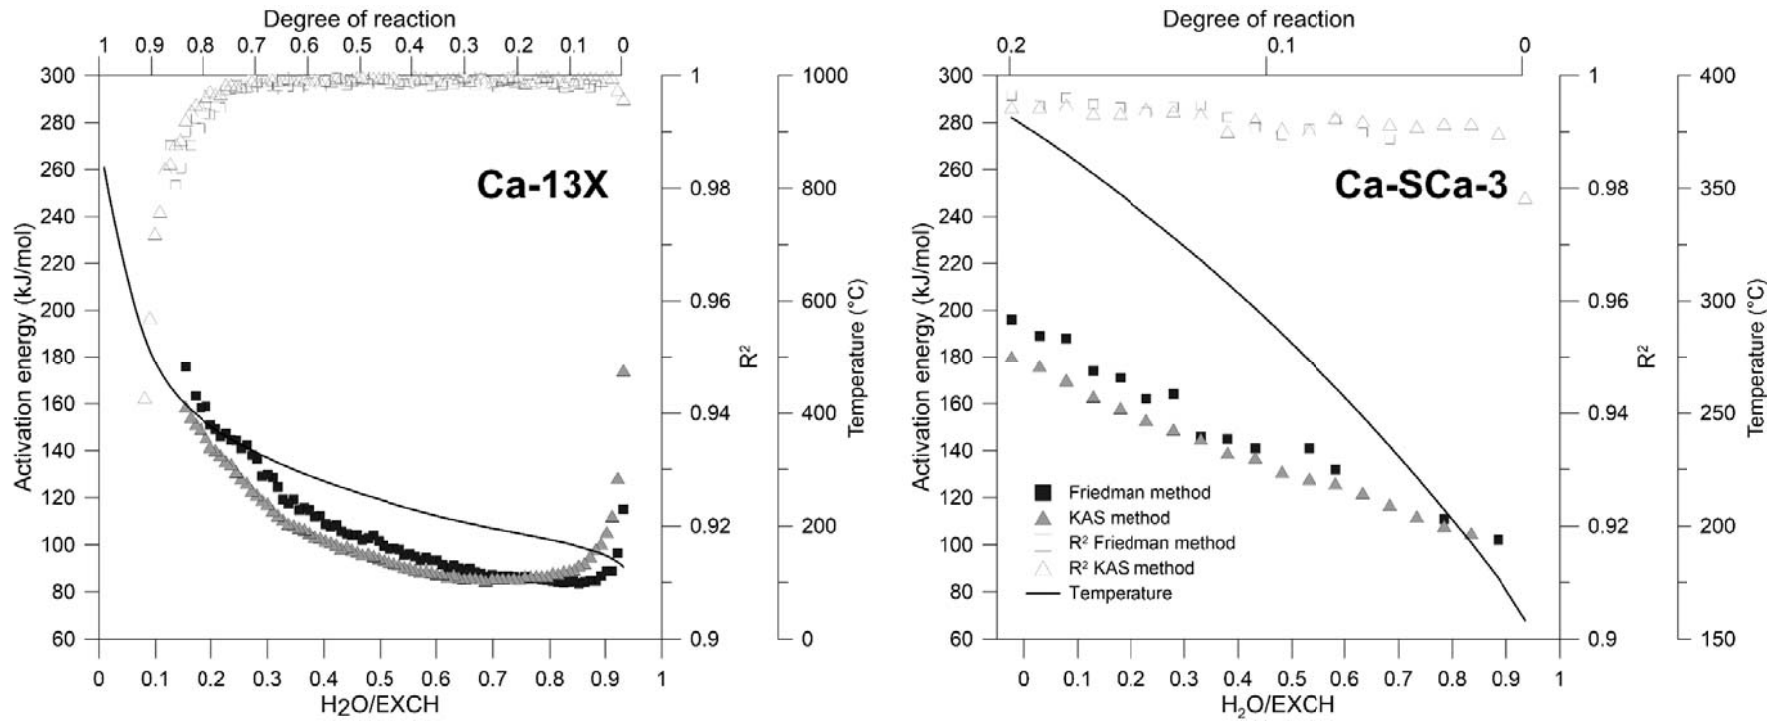 Degree of reaction
1 0.9 0.8 0.7 0.6 0.5 0.4 0.3 0.2 0.1 0
300
280
260
240
220
200
180
160
140
120
100
80
60
Activation energy (kJ/mol)
Ca-13X
1
0.98
0.96
0.94
0.92
0.9
R²
1000
800
600
400
200
0
Temperature (°C)
0 0.1 0.2 0.3 0.4 0.5 0.6 0.7 0.8 0.9 1
H2O/EXCH
Degree of reaction
0.2 0.1 0
300
280
260
240
220
200
180
160
140
120
100
80
60
Activation energy (kJ/mol)
Ca-SCa-3
Friedman method
KAS method
R² Friedman method
R² KAS method
Temperature
1
0.98
0.96
0.94
0.92
0.9
R²
400
350
300
250
200
150
Temperature (°C)
0 0.1 0.2 0.3 0.4 0.5 0.6 0.7 0.8 0.9 1
H₂O/EXCH